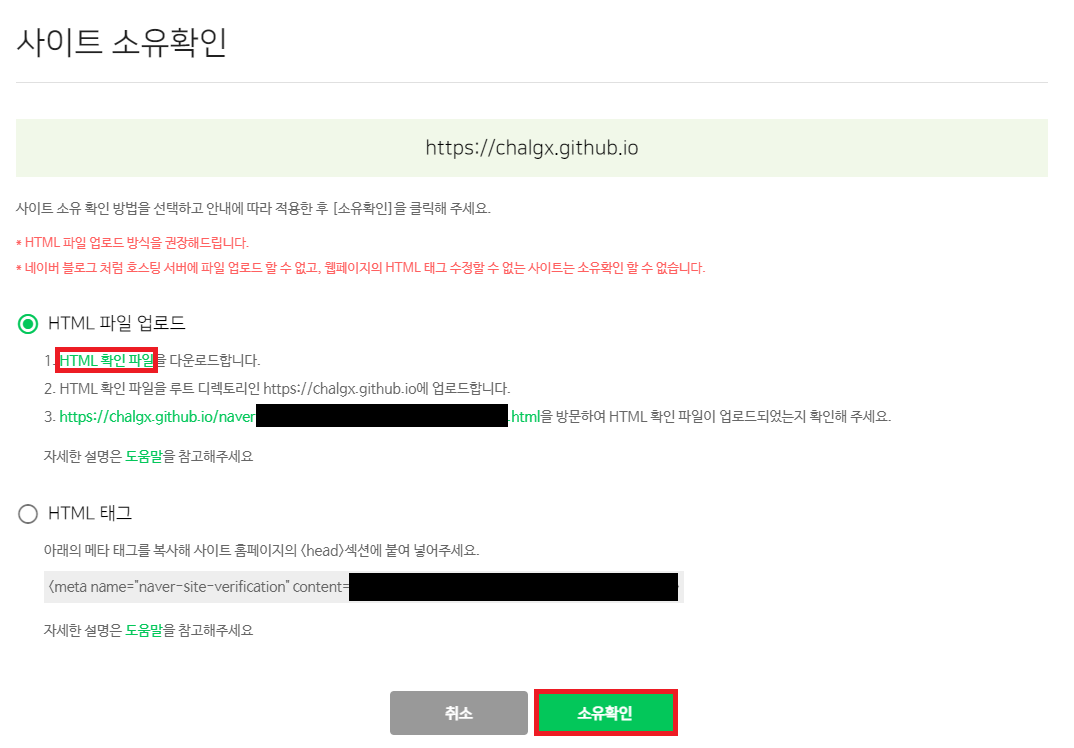 사이트 소유확인
https://chalgx.github.io
사이트 소유 확인 방법을 선택하고 안내에 따라 적용한 후 [소유확인]을 클릭해 주세요.
* HTML 파일 업로드 방식을 권장해드립니다.
* 네이버 블로그 처럼 호스팅 서버에 파일 업로드 할 수 없고, 웹페이지의 HTML 태그 수정할 수 없는 사이트는 소유확인 할 수 없습니다.
HTML 파일 업로드
1. HTML 확인 파일을 다운로드합니다.
2. HTML 확인 파일을 루트 디렉토리인 https://chalgx.github.io에 업로드합니다.
3. https://chalgx.github.io/naver .html을 방문하여 HTML 확인 파일이 업로드되었는지 확인해 주세요.
자세한 설명은 도움말을 참고해주세요
HTML 태그
아래의 메타 태그를 복사해 사이트 홈페이지의 <head>섹션에 붙여 넣어주세요.
<meta name="naver-site-verification" content=
자세한 설명은 도움말을 참고해주세요
취소
소유확인